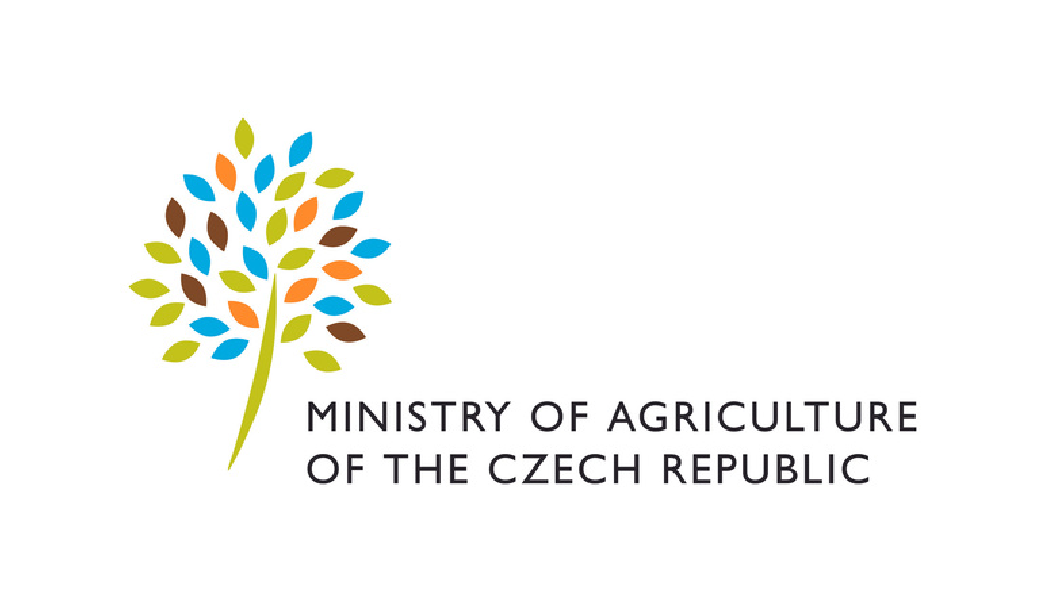 MINISTRY OF AGRICULTURE
OF THE CZECH REPUBLIC